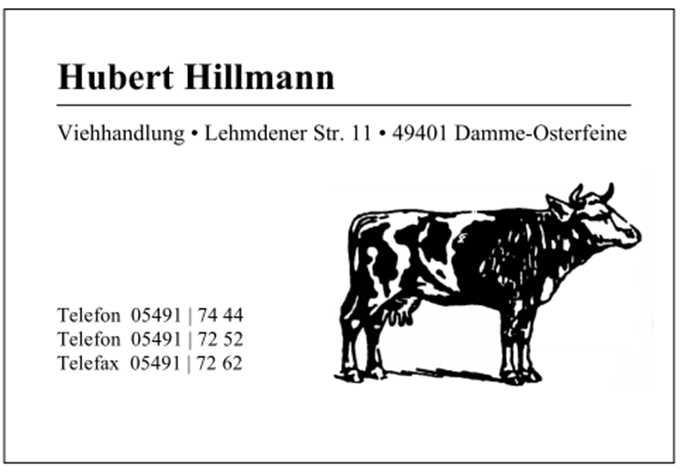 Hubert Hillmann
Viehhandlung • Lehmdener Str. 11 • 49401 Damme-Osterfeine
Telefon 05491 | 74 44
Telefon 05491 | 72 52
Telefax 05491 | 72 62